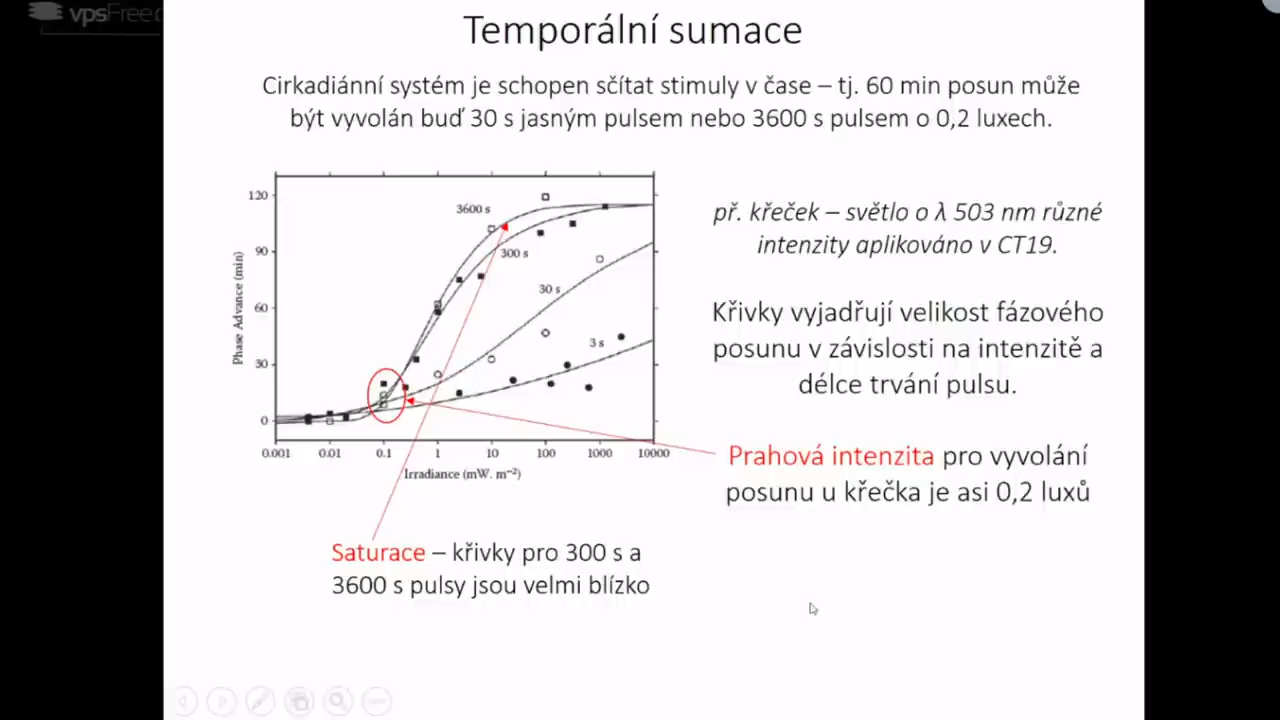 vpsFree
Temporální sumace
Cirkadiánní systém je schopen sčítat stimuly v čase – tj. 60 min posun může
být vyvolán buď 30 s jasným pulsem nebo 3600 s pulsem o 0,2 luxech.
120
90
60
30
0
Phase Advance (min)
3600 s
300 s
30 s
3 s
0.001 0.01 0.1 1 10 100 1000 10000
Irradiance (mW. m⁻²)
př. křeček – světlo o λ 503 nm různé
intenzity aplikováno v CT19.
Křivky vyjadřují velikost fázového
posunu v závislosti na intenzitě a
délce trvání pulsu.
Prahová intenzita pro vyvolání
posunu u křečka je asi 0,2 luxů
Saturace – křivky pro 300 s a
3600 s pulsy jsou velmi blízko